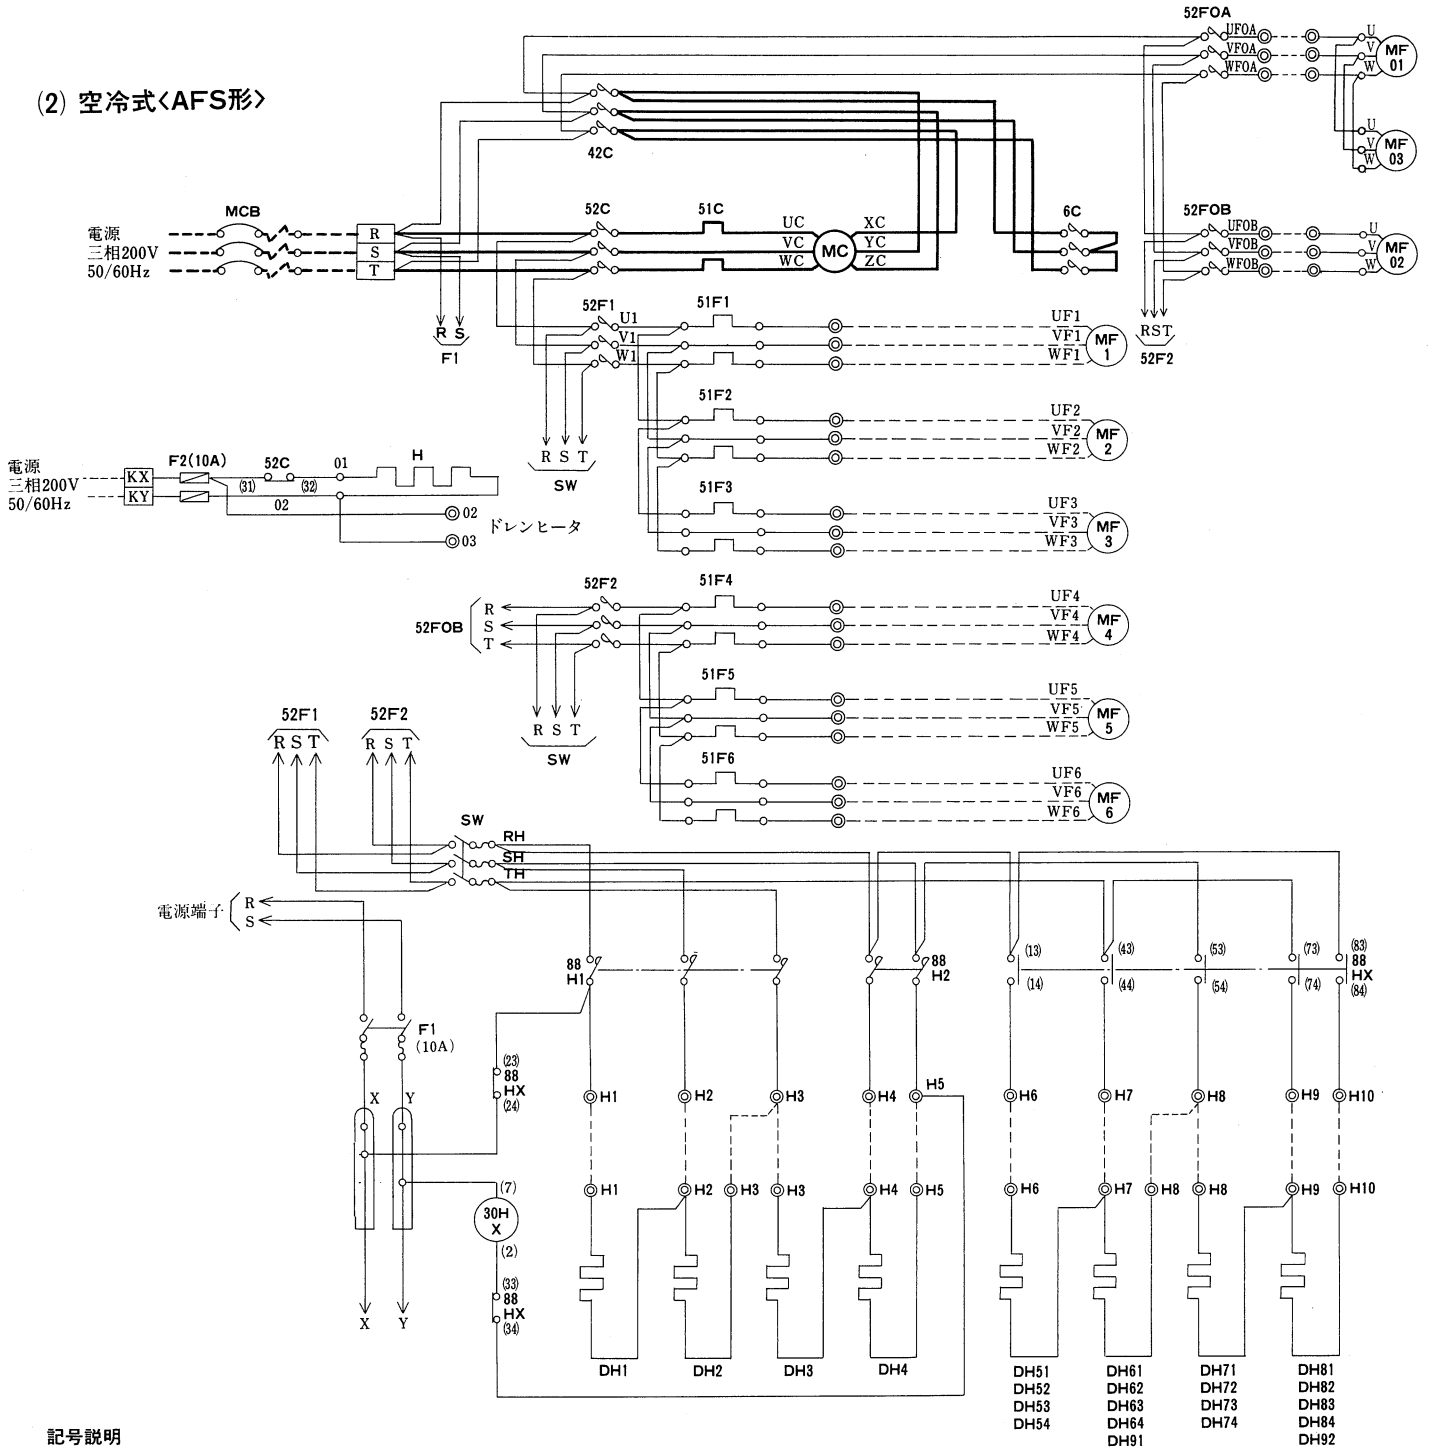 52FOA
UFOA
VFOA
WFOA
U
V
W
MF
01
(2) 空冷式<AFS形>
42C
U
V
W
MF
03
MCB
電源
三相200V
50/60Hz
R
S
T
52C
51C
UC
VC
WC
MC
XC
YC
ZC
6C
52FOB
UFOB
VFOB
WFOB
U
V
W
MF
02
R S
F1
52F1
U1
V1
W1
51F1
UF1
VF1
WF1
MF
1
RST
52F2
51F2
UF2
VF2
WF2
MF
2
R S T
SW
電源
三相200V
50/60Hz
KX
KY
F2(10A)
52C
(31)
(32)
01
H
02
02
03
ドレンヒータ
51F3
UF3
VF3
WF3
MF
3
52FOB
R
S
T
52F2
51F4
UF4
VF4
WF4
MF
4
R S T
SW
51F5
UF5
VF5
WF5
MF
5
51F6
UF6
VF6
WF6
MF
6
52F1
R S T
52F2
R S T
SW
RH
SH
TH
電源端子
R
S
88
H1
88
H2
(13)
(14)
(43)
(44)
(53)
(54)
(73)
(74)
(83)
88
HX
(84)
F1
(10A)
(23)
88
HX
(24)
X
Y
H1
H2
H3
H4
H5
H6
H7
H8
H9
H10
H1
H2
H3
H3
H4
H5
H6
H7
H8
H8
H9
H10
(7)
30H
X
(2)
(33)
88
HX
(34)
X
Y
DH1
DH2
DH3
DH4
DH51
DH52
DH53
DH54
DH61
DH62
DH63
DH64
DH91
DH71
DH72
DH73
DH74
DH81
DH82
DH83
DH84
DH92
記号説明